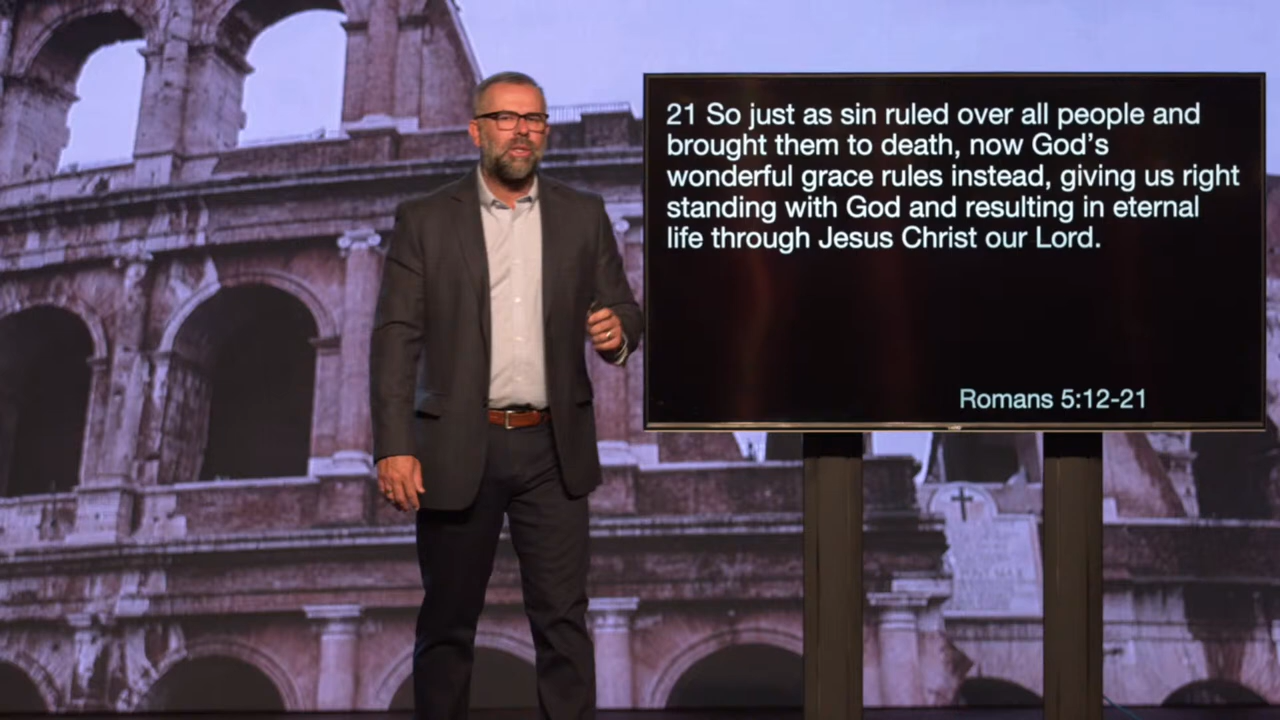 21 So just as sin ruled over all people and
brought them to death, now God's
wonderful grace rules instead, giving us right
standing with God and resulting in eternal
life through Jesus Christ our Lord.
Romans 5:12-21